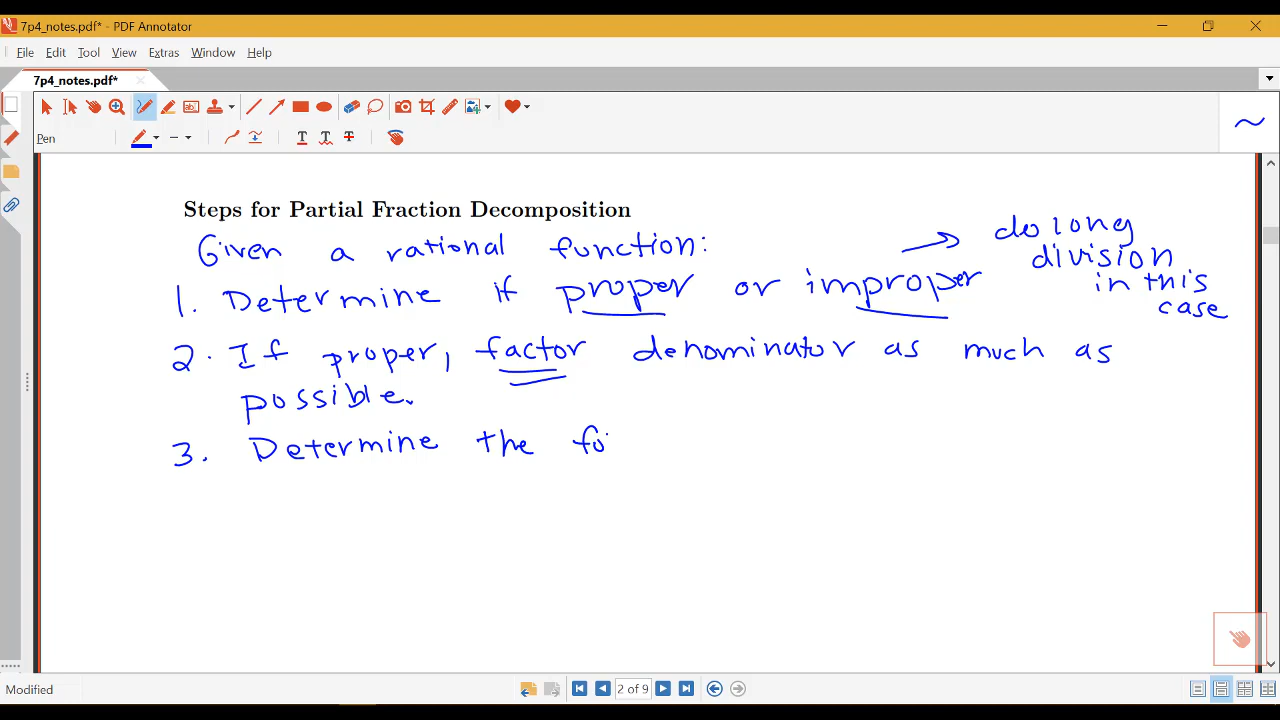 7p4_notes.pdf* - PDF Annotator
File Edit Tool View Extras Window Help
7p4_notes.pdf*
Pen
Steps for Partial Fraction Decomposition
Given a rational function:
1. Determine if proper or improper → do long
division
in this
case
2. If proper, factor denominator as much as
possible.
3. Determine the fo
Modified
2 of 9